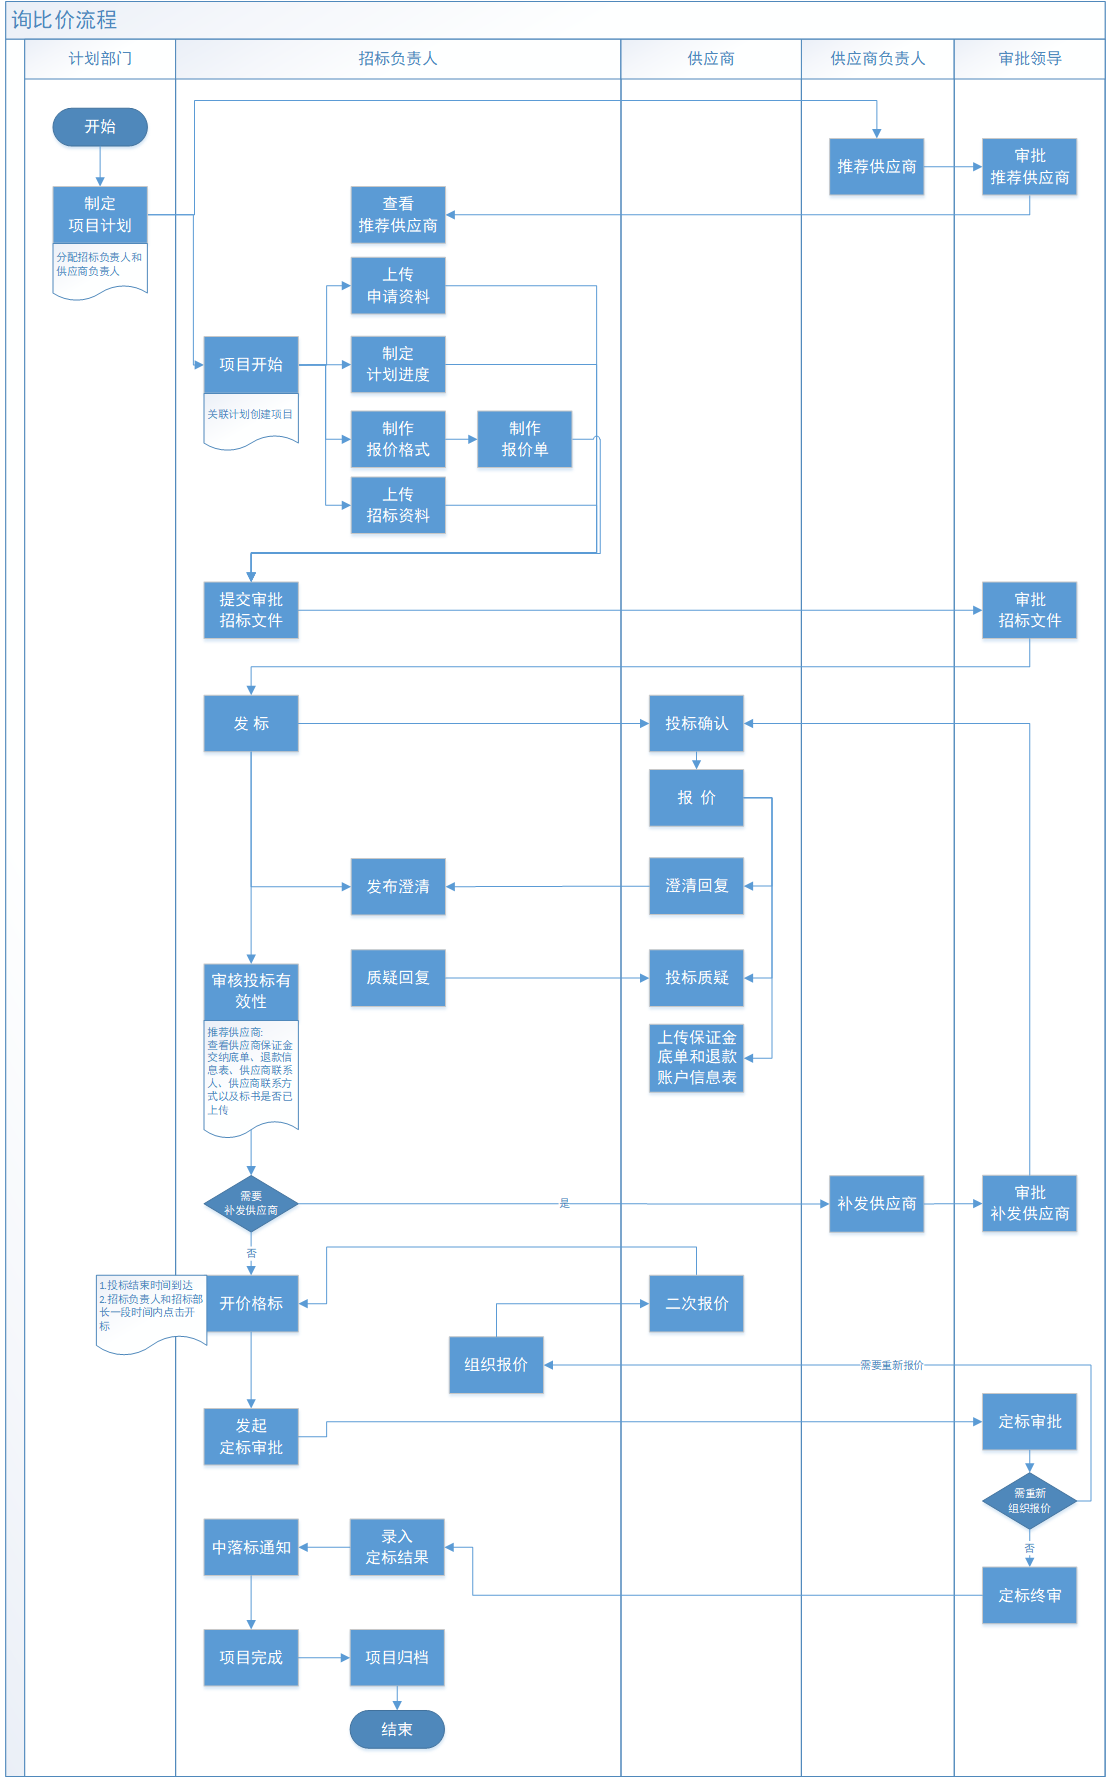 询比价流程
计划部门
招标负责人
供应商
供应商负责人
审批领导
开始
推荐供应商
审批
推荐供应商
制定
项目计划
查看
推荐供应商
分配招标负责人和
供应商负责人
上传
申请资料
项目开始
制定
计划进度
关联计划创建项目
制作
报价格式
制作
报价单
上传
招标资料
提交审批
招标文件
审批
招标文件
发 标
投标确认
报 价
发布澄清
澄清回复
质疑回复
投标质疑
审核投标有
效性
推荐供应商:
查看供应商保证金
交纳底单、退款信
息表、供应商联系
人、供应商联系方
式以及标书是否已
上传
上传保证金
底单和退款
账户信息表
需要
补发供应商
是
补发供应商
审批
补发供应商
否
1.投标结束时间到达
2.招标负责人和招标部
长一段时间内点击开
标
开价格标
二次报价
组织报价
需要重新报价
发起
定标审批
定标审批
需重新
组织报价
否
中落标通知
录入
定标结果
定标终审
项目完成
项目归档
结束